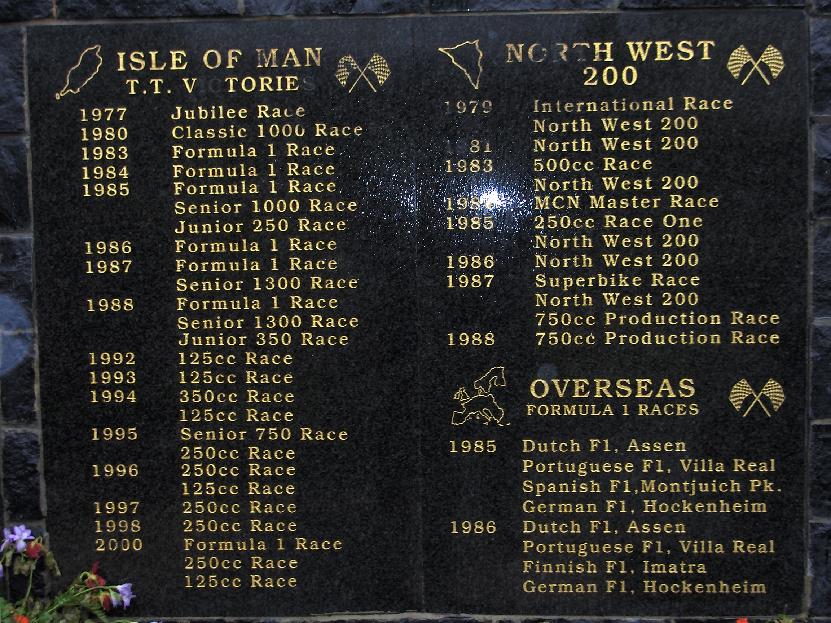 ISLE OF MAN
T.T. V TORIES
1977 Jubilee Race
1980 Classic 1000 Race
1983 Formula 1 Race
1984 Formula 1 Race
1985 Formula 1 Race
Senior 1000 Race
Junior 250 Race
1986 Formula 1 Race
1987 Formula 1 Race
Senior 1300 Race
1988 Formula 1 Race
Senior 1300 Race
Junior 350 Race
1992 125cc Race
1993 125cc Race
1994 350cc Race
125cc Race
1995 Senior 750 Race
250cc Race
1996 250cc Race
125cc Race
1997 250cc Race
1998 250cc Race
2000 Formula 1 Race
250cc Race
125cc Race
NORTH WEST
200
1979 International Race
North West 200
81 North West 200
1983 500cc Race
North West 200
MCN Master Race
1985 250cc Race One
North West 200
1986 North West 200
1987 Superbike Race
North West 200
750cc Production Race
1988 750cc Production Race
OVERSEAS
FORMULA 1 RACES
1985 Dutch F1, Assen
Portuguese F1, Villa Real
Spanish F1,Montjuich Pk.
German F1, Hockenheim
1986 Dutch F1, Assen
Portuguese F1, Villa Real
Finnish F1, Imatra
German F1, Hockenheim